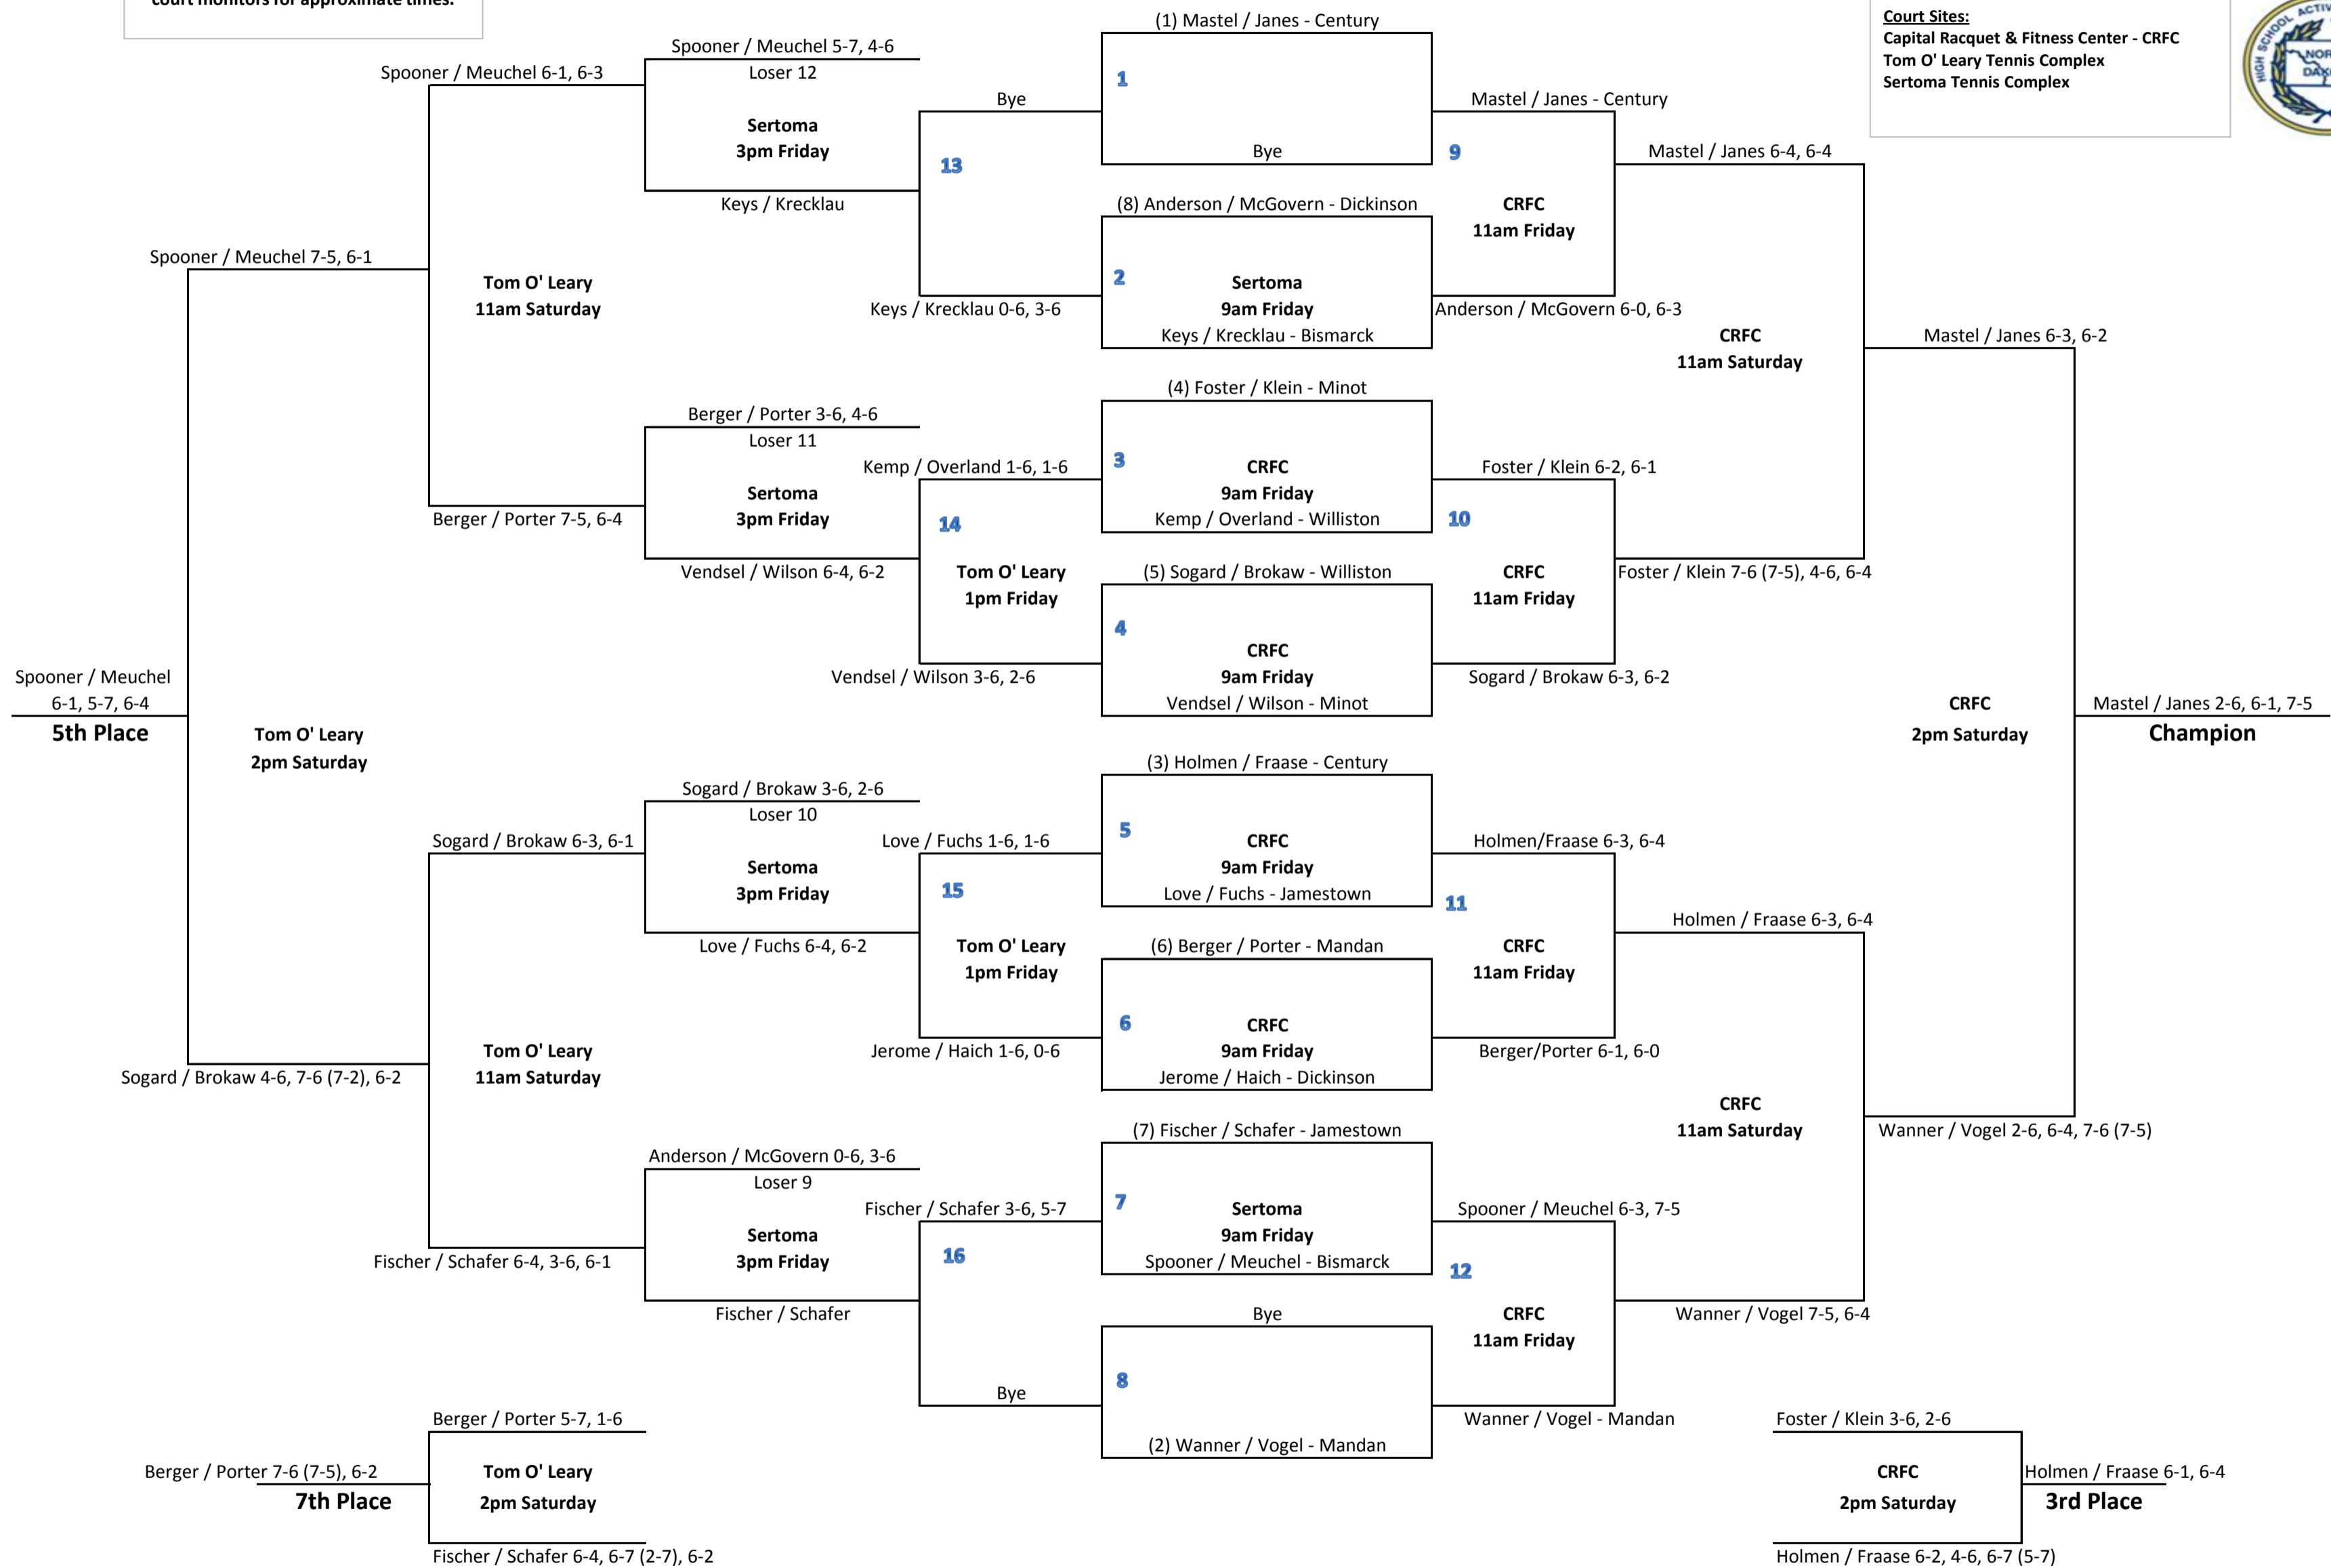 court monitors for approximate times.
Court Sites:
Capital Racquet & Fitness Center - CRFC
Tom O' Leary Tennis Complex
Sertoma Tennis Complex
HIGH SCHOOL
(1) Mastel / Janes - Century
1
Bye
(8) Anderson / McGovern - Dickinson
2
Sertoma
9am Friday
Keys / Krecklau - Bismarck
(4) Foster / Klein - Minot
3
CRFC
9am Friday
Kemp / Overland - Williston
(5) Sogard / Brokaw - Williston
4
CRFC
9am Friday
Vendsel / Wilson - Minot
(3) Holmen / Fraase - Century
5
CRFC
9am Friday
Love / Fuchs - Jamestown
(6) Berger / Porter - Mandan
6
CRFC
9am Friday
Jerome / Haich - Dickinson
(7) Fischer / Schafer - Jamestown
7
Sertoma
9am Friday
Spooner / Meuchel - Bismarck
Bye
8
(2) Wanner / Vogel - Mandan
Mastel / Janes - Century
9
CRFC
11am Friday
Anderson / McGovern 6-0, 6-3
Foster / Klein 6-2, 6-1
10
CRFC
11am Friday
Sogard / Brokaw 6-3, 6-2
Holmen/Fraase 6-3, 6-4
11
CRFC
11am Friday
Berger/Porter 6-1, 6-0
Spooner / Meuchel 6-3, 7-5
12
CRFC
11am Friday
Wanner / Vogel - Mandan
Mastel / Janes 6-4, 6-4
CRFC
11am Saturday
Foster / Klein 7-6 (7-5), 4-6, 6-4
Holmen / Fraase 6-3, 6-4
CRFC
11am Saturday
Wanner / Vogel 7-5, 6-4
Mastel / Janes 6-3, 6-2
CRFC
2pm Saturday
Wanner / Vogel 2-6, 6-4, 7-6 (7-5)
Mastel / Janes 2-6, 6-1, 7-5
Champion
Bye
13
Keys / Krecklau 0-6, 3-6
Kemp / Overland 1-6, 1-6
14
Tom O' Leary
1pm Friday
Vendsel / Wilson 3-6, 2-6
Love / Fuchs 1-6, 1-6
15
Tom O' Leary
1pm Friday
Jerome / Haich 1-6, 0-6
Fischer / Schafer 3-6, 5-7
16
Bye
Spooner / Meuchel 5-7, 4-6
Loser 12
Sertoma
3pm Friday
Keys / Krecklau
Berger / Porter 3-6, 4-6
Loser 11
Sertoma
3pm Friday
Vendsel / Wilson 6-4, 6-2
Sogard / Brokaw 3-6, 2-6
Loser 10
Sertoma
3pm Friday
Love / Fuchs 6-4, 6-2
Anderson / McGovern 0-6, 3-6
Loser 9
Sertoma
3pm Friday
Fischer / Schafer
Spooner / Meuchel 6-1, 6-3
Tom O' Leary
11am Saturday
Berger / Porter 7-5, 6-4
Sogard / Brokaw 6-3, 6-1
Tom O' Leary
11am Saturday
Fischer / Schafer 6-4, 3-6, 6-1
Spooner / Meuchel 7-5, 6-1
Tom O' Leary
2pm Saturday
Sogard / Brokaw 4-6, 7-6 (7-2), 6-2
Spooner / Meuchel
6-1, 5-7, 6-4
5th Place
Berger / Porter 5-7, 1-6
Tom O' Leary
2pm Saturday
Fischer / Schafer 6-4, 6-7 (2-7), 6-2
Berger / Porter 7-6 (7-5), 6-2
7th Place
Foster / Klein 3-6, 2-6
CRFC
2pm Saturday
Holmen / Fraase 6-2, 4-6, 6-7 (5-7)
Holmen / Fraase 6-1, 6-4
3rd Place